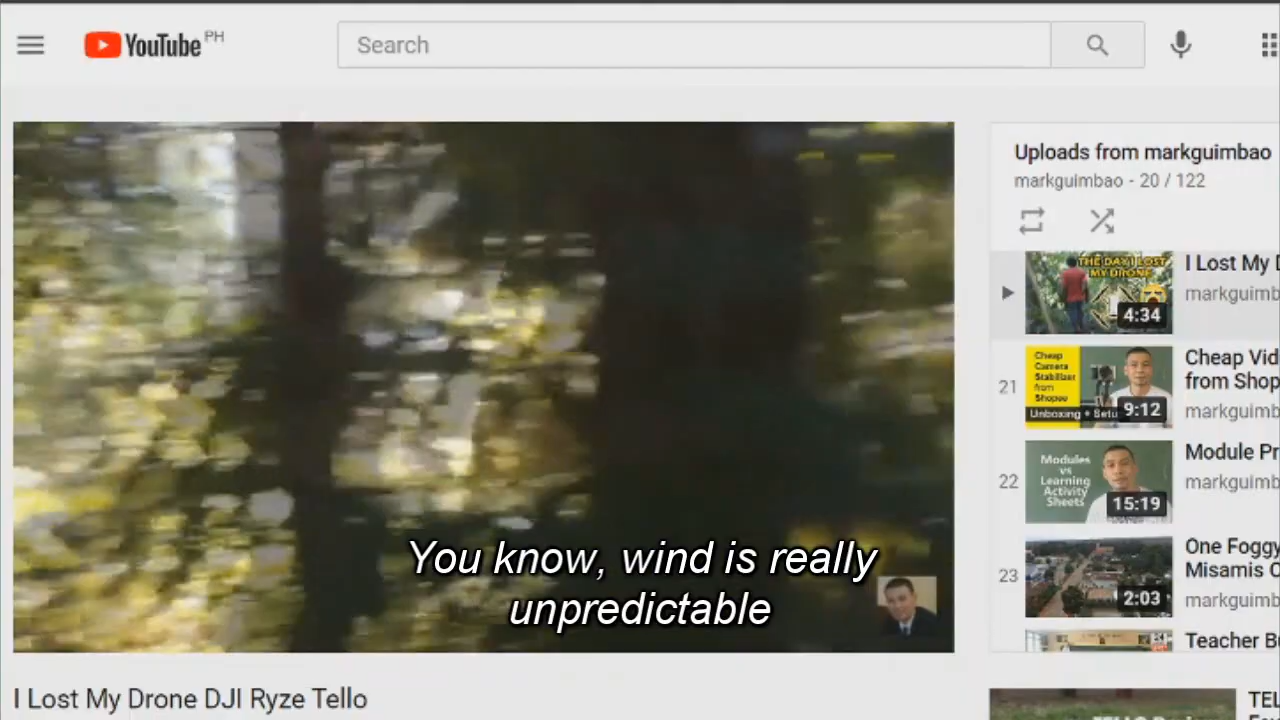 YouTube PH
Search
Uploads from markguimbao
markguimbao - 20 / 122
THE DAY I LOST
MY DRONE
4:34
I Lost My D
markguimb
21
Cheap
Camera
Stabilizer
from
Shopee
Unboxing + Setu
9:12
Cheap Vid
from Shop
markguimb
22
Modules
vs
Learning
Activity
Sheets
15:19
Module Pr
markguimb
23
2:03
One Foggy
Misamis O
markguimb
Teacher B
You know, wind is really
unpredictable
I Lost My Drone DJI Ryze Tello
TEL